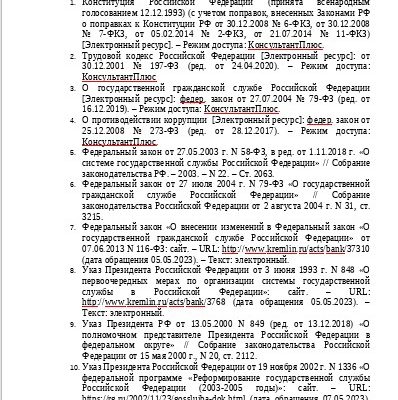 1. Конституция Российской Федерации (принята всенародным
голосованием 12.12.1993) (с учетом поправок, внесенных Законами РФ
о поправках к Конституции РФ от 30.12.2008 № 6-ФКЗ, от 30.12.2008
№ 7-ФКЗ, от 05.02.2014 № 2-ФКЗ, от 21.07.2014 № 11-ФКЗ)
[Электронный ресурс]. – Режим доступа: КонсультантПлюс.
2. Трудовой кодекс Российской Федерации [Электронный ресурс]: от
30.12.2001 № 197-ФЗ (ред. от 24.04.2020). – Режим доступа:
КонсультантПлюс
3. О государственной гражданской службе Российской Федерации
[Электронный ресурс]: федер. закон от 27.07.2004 № 79-ФЗ (ред. от
16.12.2019). – Режим доступа: КонсультантПлюс.
4. О противодействии коррупции [Электронный ресурс]: федер. закон от
25.12.2008 № 273-ФЗ (ред. от 28.12.2017). – Режим доступа:
КонсультантПлюс.
5. Федеральный закон от 27.05.2003 г. N 58-ФЗ, в ред. от 1.11.2018 г. «О
системе государственной службы Российской Федерации» // Собрание
законодательства РФ. – 2003. – N 22. – Ст. 2063.
6. Федеральный закон от 27 июля 2004 г. N 79-ФЗ «О государственной
гражданской службе Российской Федерации» // Собрание
законодательства Российской Федерации от 2 августа 2004 г. N 31, ст.
3215.
7. Федеральный закон «О внесении изменений в Федеральный закон «О
государственной гражданской службе Российской Федерации» от
07.06.2013 N 116-ФЗ: сайт. – URL: http://www.kremlin.ru/acts/bank/37310
(дата обращения 05.05.2023). – Текст: электронный.
8. Указ Президента Российской Федерации от 3 июня 1993 г. N 848 «О
первоочередных мерах по организации системы государственной
службы в Российской Федерации»: сайт. – URL:
http://www.kremlin.ru/acts/bank/3768 (дата обращения 05.05.2023). –
Текст: электронный.
9. Указ Президента РФ от 13.05.2000 N 849 (ред. от 13.12.2018) «О
полномочном представителе Президента Российской Федерации в
федеральном округе» // Собрание законодательства Российской
Федерации от 15 мая 2000 г., N 20, ст. 2112.
10. Указ Президента Российской Федерации от 19 ноября 2002 г. N 1336 «О
федеральной программе «Реформирование государственной службы
Российской Федерации (2003-2005 годы)»: сайт. – URL:
https://rg.ru/2002/11/23/gosslujba-dok.html (дата обращения 07.05.2023).